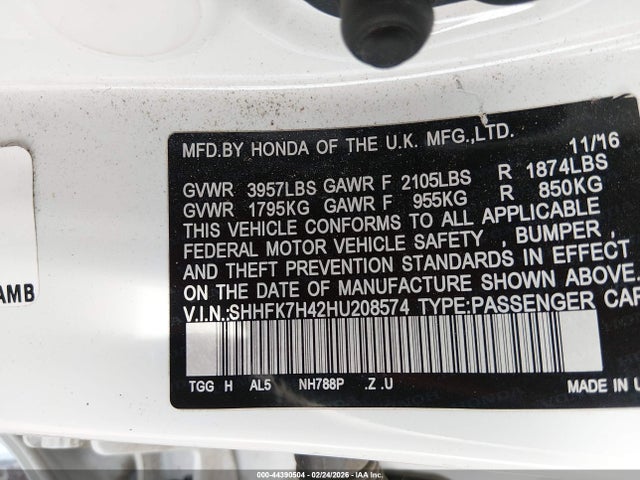 MFD.BY HONDA OF THE U.K. MFG.,LTD. 11/16
GVWR 3957LBS GAWR F 2105LBS R 1874LBS
GVWR 1795KG GAWR F 955KG R 850KG
THIS VEHICLE CONFORMS TO ALL APPLICABLE
FEDERAL MOTOR VEHICLE SAFETY , BUMPER ,
AND THEFT PREVENTION STANDARDS IN EFFECT
ON THE DATE OF MANUFACTURE SHOWN ABOVE.
V.I.N.:SHHFK7H42HU208574 TYPE:PASSENGER CAR
AMB
TGG H AL5 NH788P .Z .U MADE IN U
000-44390504 02/24/2026 IAAI.COM